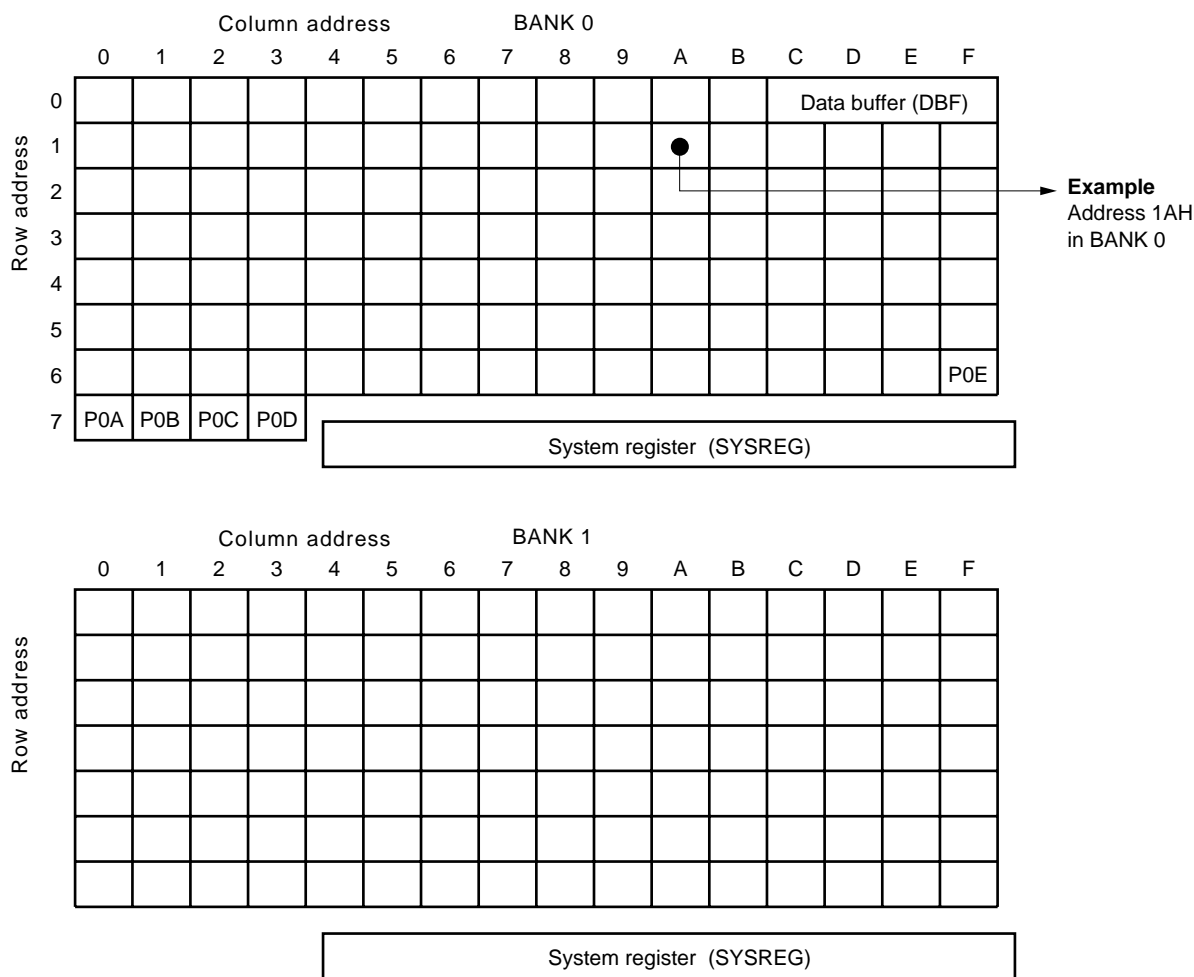 Column address BANK 0
0 1 2 3 4 5 6 7 8 9 A B C D E F
Row address
0 Data buffer (DBF)
1
2
3
4
5
6 P0E
7 P0A P0B P0C P0D
System register (SYSREG)
Example
Address 1AH
in BANK 0
Column address BANK 1
0 1 2 3 4 5 6 7 8 9 A B C D E F
Row address
System register (SYSREG)